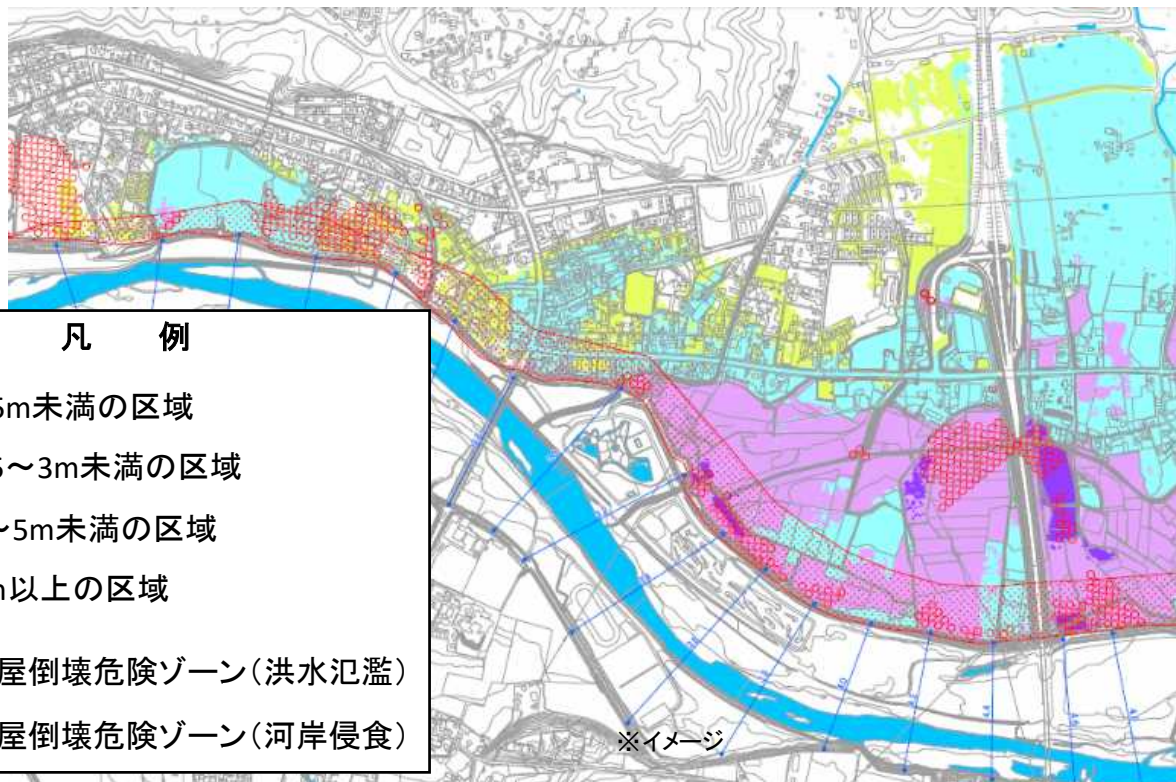 凡　例
5m未満の区域
5～3m未満の区域
～5m未満の区域
以上の区域
屋倒壊危険ゾーン(洪水氾濫)
屋倒壊危険ゾーン(河岸侵食)
※イメージ